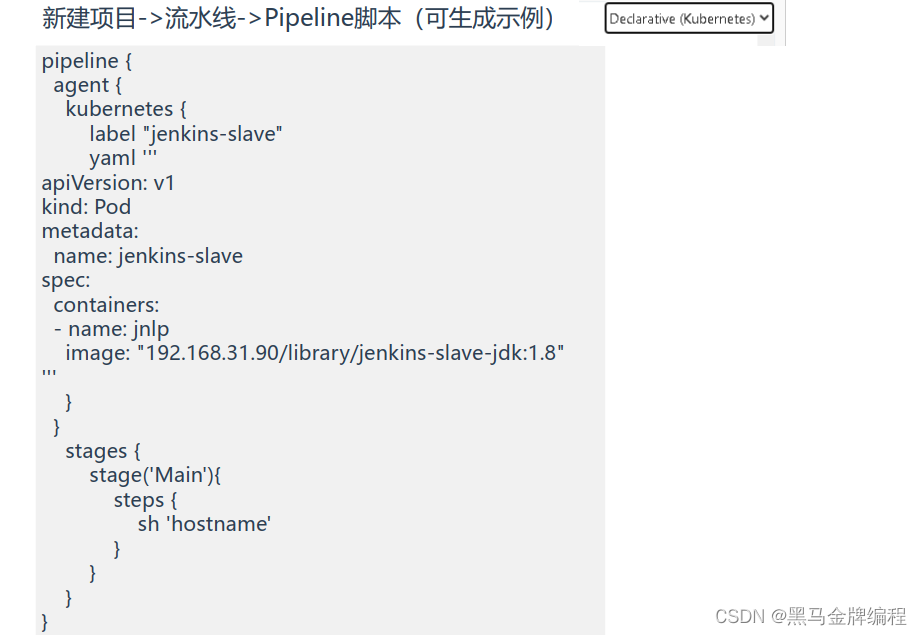 新建项目->流水线->Pipeline脚本（可生成示例）
Declarative (Kubernetes)
pipeline {
  agent {
    kubernetes {
        label "jenkins-slave"
        yaml '''
apiVersion: v1
kind: Pod
metadata:
  name: jenkins-slave
spec:
  containers:
  - name: jnlp
    image: "192.168.31.90/library/jenkins-slave-jdk:1.8"
'''
    }
  }
    stages {
        stage('Main'){
            steps {
                sh 'hostname'
            }
        }
    }
}
CSDN @黑马金牌编程